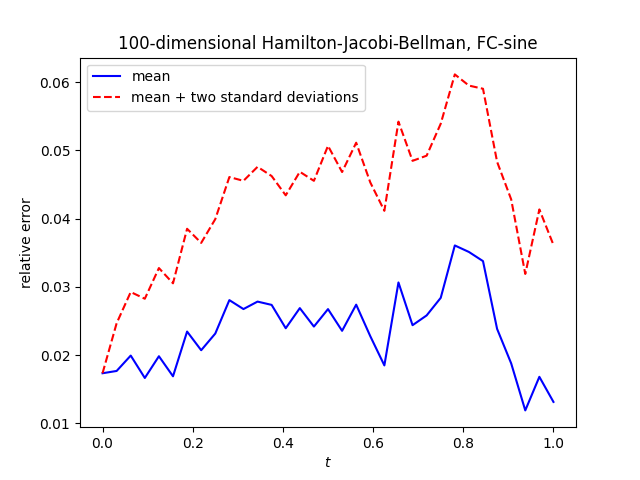 100-dimensional Hamilton-Jacobi-Bellman, FC-sine
mean
mean + two standard deviations
relative error
0.06
0.05
0.04
0.03
0.02
0.01
0.0 0.2 0.4 0.6 0.8 1.0
t